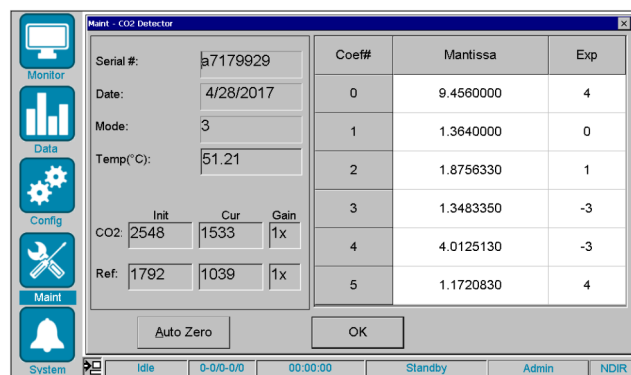 Maint - CO2 Detector
Monitor
Data
Config
Maint
System
Serial #: a7179929
Date: 4/28/2017
Mode: 3
Temp(°C): 51.21
Init Cur Gain
CO2: 2548 1533 1x
Ref: 1792 1039 1x
Coef# Mantissa Exp
0 9.4560000 4
1 1.3640000 0
2 1.8756330 1
3 1.3483350 -3
4 4.0125130 -3
5 1.1720830 4
Auto Zero OK
Idle 0-0/0-0/0 00:00:00 Standby Admin NDIR